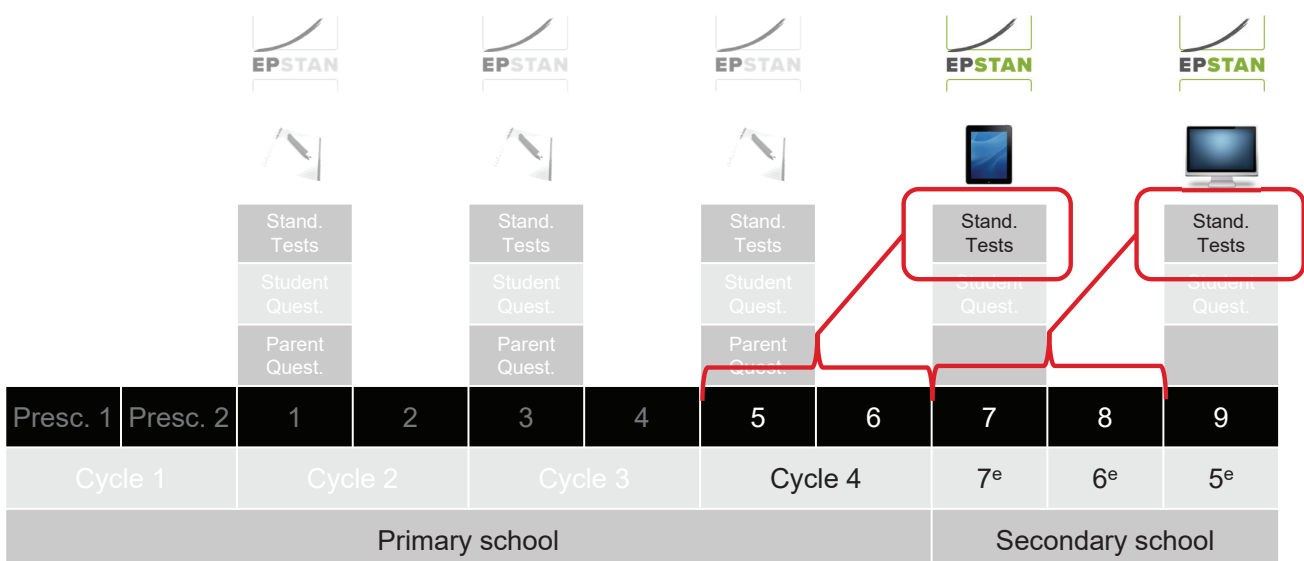 EPSTAN EPSTAN EPSTAN EPSTAN EPSTAN
Stand. Stand. Stand. Stand. Stand.
Tests Tests Tests Tests Tests
Student Student Student Student Student
Quest. Quest. Quest. Quest. Quest.
Parent Parent Parent
Quest. Quest. Quest.
Presc. 1 Presc. 2 1 2 3 4 5 6 7 8 9
Cycle 1 Cycle 2 Cycle 3 Cycle 4 7e 6e 5e
Primary school Secondary school